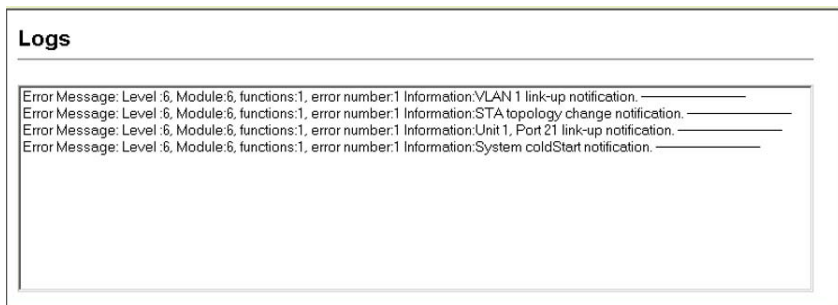 Logs
Error Message: Level :6, Module:6, functions:1, error number:1 Information:VLAN 1 link-up notification.
Error Message: Level :6, Module:6, functions:1, error number:1 Information:STA topology change notification.
Error Message: Level :6, Module:6, functions:1, error number:1 Information:Unit 1, Port 21 link-up notification.
Error Message: Level :6, Module:6, functions:1, error number:1 Information:System coldStart notification.